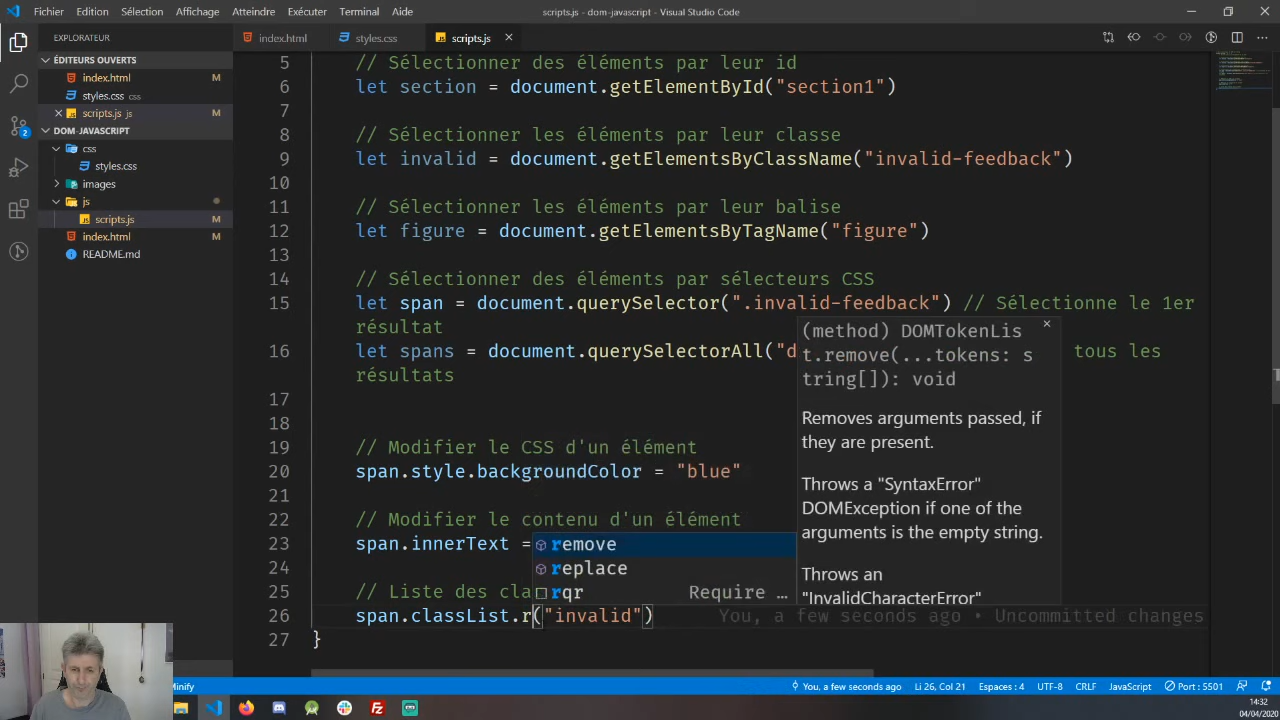 Fichier Edition Sélection Affichage Atteindre Exécuter Terminal Aide scripts.js - dom-javascript - Visual Studio Code
EXPLORATEUR
ÉDITEURS OUVERTS
index.html M
styles.css css
scripts.js js M
DOM-JAVASCRIPT
css
styles.css
images
js
scripts.js M
index.html M
README.md
2
index.html styles.css scripts.js
5 // Sélectionner des éléments par leur id
6 let section = document.getElementById("section1")
7
8 // Sélectionner les éléments par leur classe
9 let invalid = document.getElementsByClassName("invalid-feedback")
10
11 // Sélectionner les éléments par leur balise
12 let figure = document.getElementsByTagName("figure")
13
14 // Sélectionner des éléments par sélecteurs CSS
15 let span = document.querySelector(".invalid-feedback") // Sélectionne le 1er
résultat
16 let spans = document.querySelectorAll("d tous les
résultats
17
18
19 // Modifier le CSS d'un élément
20 span.style.backgroundColor = "blue"
21
22 // Modifier le contenu d'un élément
23 span.innerText =
24
25 // Liste des cla
26 span.classList.r("invalid") You, a few seconds ago • Uncommitted changes
27 }
remove
replace
rqr Require ...
(method) DOMTokenLis
t.remove(...tokens: s
tring[]): void
Removes arguments passed, if
they are present.
Throws a "SyntaxError"
DOMException if one of the
arguments is the empty string.
Throws an
"InvalidCharacterError"
Minify You, a few seconds ago Li 26, Col 21 Espaces : 4 UTF-8 CRLF JavaScript Port : 5501
14:32
04/04/2020